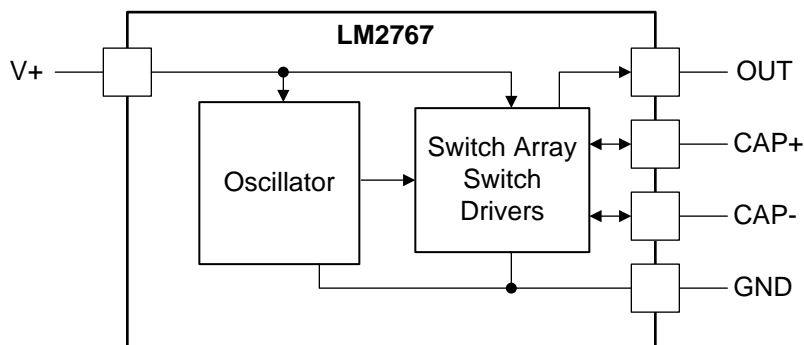 LM2767
V+
OUT
Oscillator
Switch Array
Switch
Drivers
CAP+
CAP-
GND